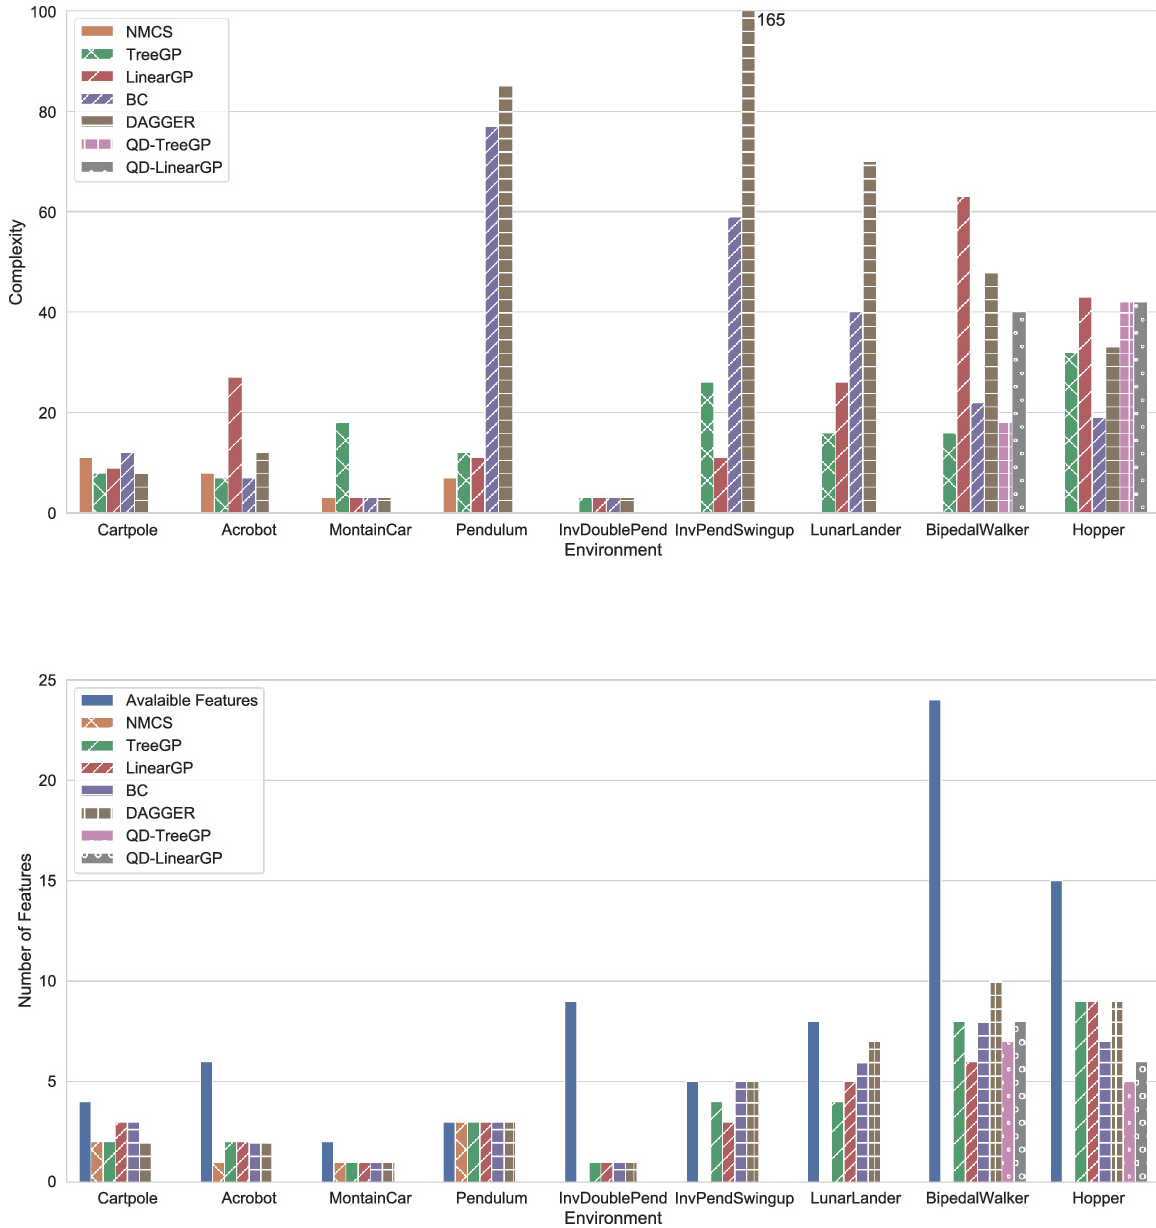 100
80
60
40
20
0
Complexity
NMCS
TreeGP
LinearGP
BC
DAGGER
QD-TreeGP
QD-LinearGP
165
Cartpole Acrobot MontainCar Pendulum InvDoublePend InvPendSwingup LunarLander BipedalWalker Hopper
Environment
25
20
15
10
5
0
Number of Features
Avalaible Features
NMCS
TreeGP
LinearGP
BC
DAGGER
QD-TreeGP
QD-LinearGP
Cartpole Acrobot MontainCar Pendulum InvDoublePend InvPendSwingup LunarLander BipedalWalker Hopper
Environment